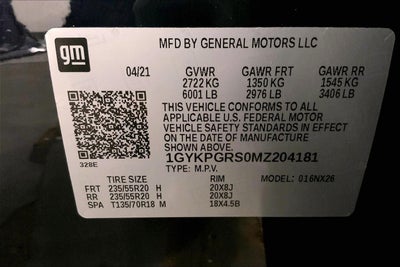 gm
MFD BY GENERAL MOTORS LLC
04/21 GVWR GAWR FRT GAWR RR
2722 KG 1350 KG 1545 KG
6001 LB 2976 LB 3406 LB
THIS VEHICLE CONFORMS TO ALL
APPLICABLE U.S. FEDERAL MOTOR
VEHICLE SAFETY STANDARDS IN EFFECT
ON THE DATE OF MANUFACTURE
SHOWN ABOVE.
1GYKPGRS0MZ204181
328E TYPE: M.P.V. MODEL: 016NX26
TIRE SIZE RIM
FRT 235/55R20 H 20X8J
RR 235/55R20 H 20X8J
SPA T135/70R18 M 18X4.5B